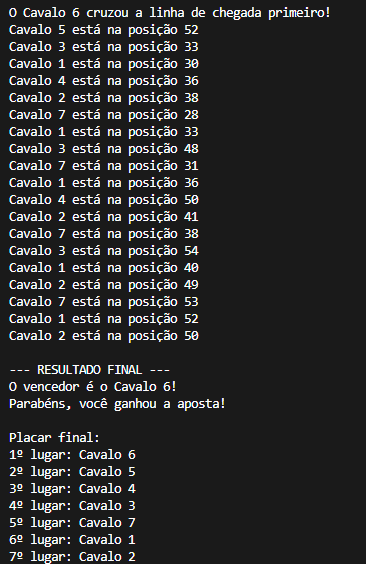 O Cavalo 6 cruzou a linha de chegada primeiro!
Cavalo 5 está na posição 52
Cavalo 3 está na posição 33
Cavalo 1 está na posição 30
Cavalo 4 está na posição 36
Cavalo 2 está na posição 38
Cavalo 7 está na posição 28
Cavalo 1 está na posição 33
Cavalo 3 está na posição 48
Cavalo 7 está na posição 31
Cavalo 1 está na posição 36
Cavalo 4 está na posição 50
Cavalo 2 está na posição 41
Cavalo 7 está na posição 38
Cavalo 3 está na posição 54
Cavalo 1 está na posição 40
Cavalo 2 está na posição 49
Cavalo 7 está na posição 53
Cavalo 1 está na posição 52
Cavalo 2 está na posição 50
--- RESULTADO FINAL ---
O vencedor é o Cavalo 6!
Parabéns, você ganhou a aposta!
Placar final:
1º lugar: Cavalo 6
2º lugar: Cavalo 5
3º lugar: Cavalo 4
4º lugar: Cavalo 3
5º lugar: Cavalo 7
6º lugar: Cavalo 1
7º lugar: Cavalo 2